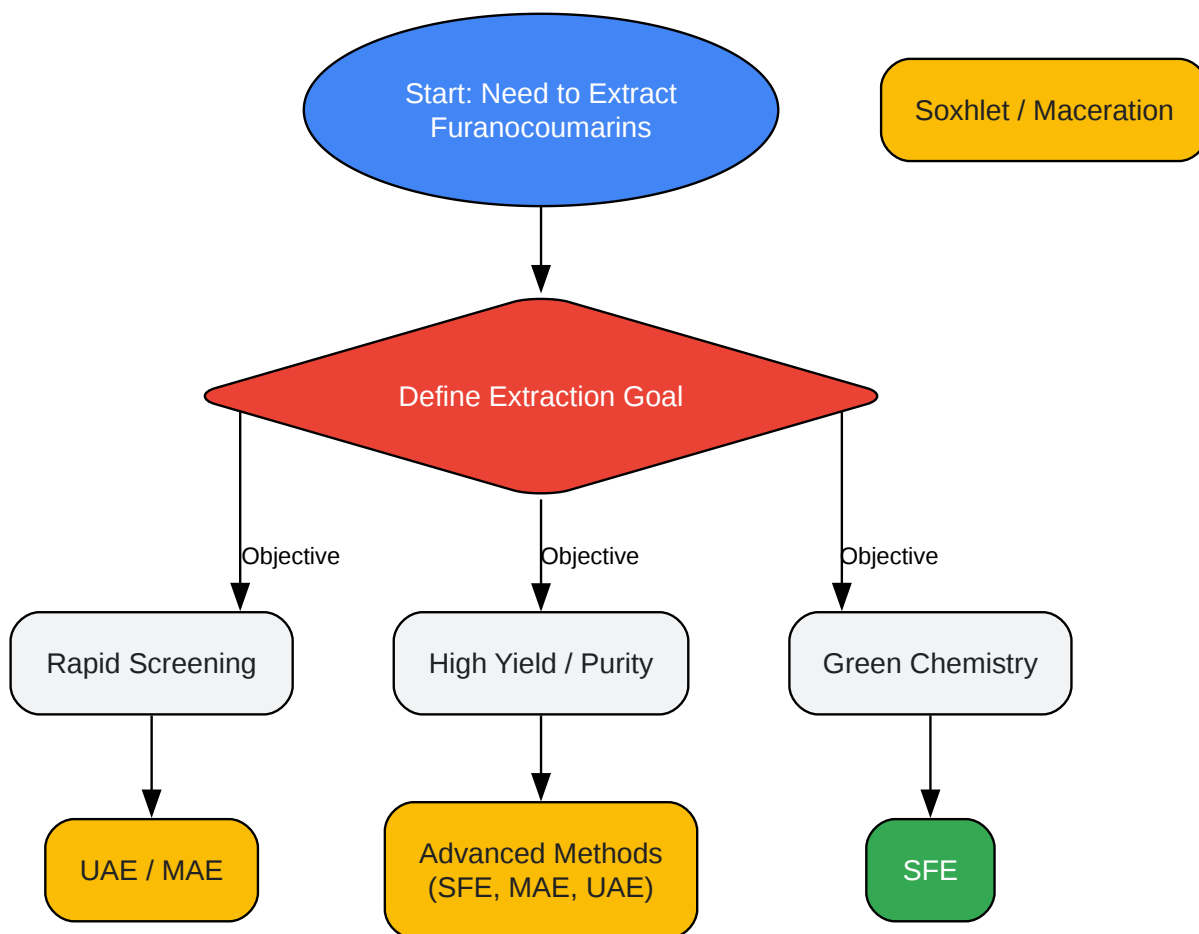 Start: Need to Extract
Furanocoumarins
Soxhlet / Maceration
Define Extraction Goal
Objective
Objective
Objective
Rapid Screening
High Yield / Purity
Green Chemistry
UAE / MAE
Advanced Methods
(SFE, MAE, UAE)
SFE